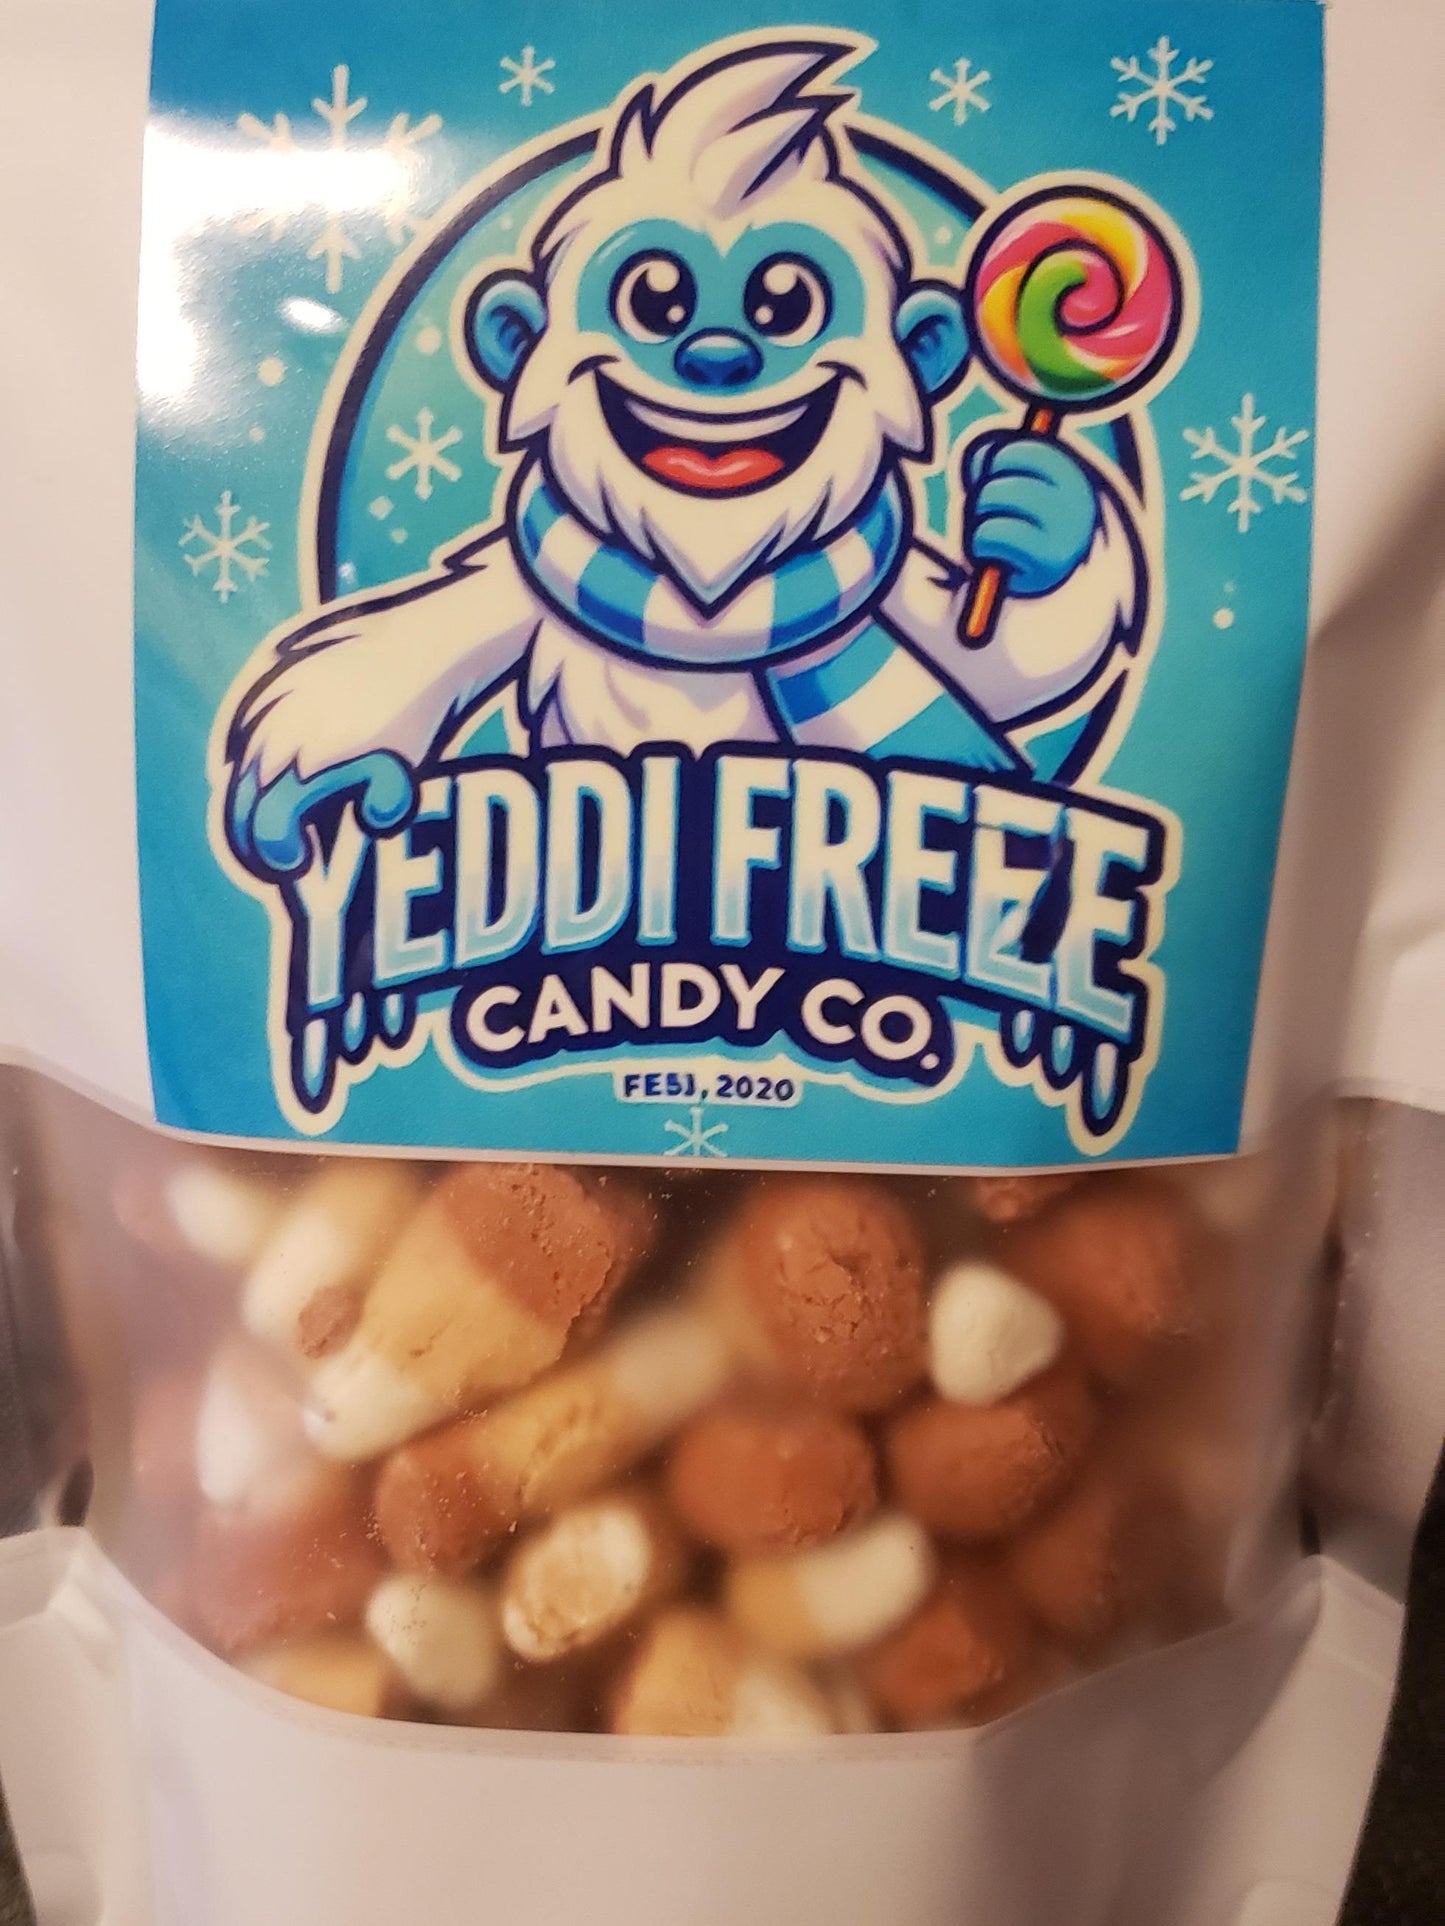 YEDDI FREEZE
CANDY CO.
FESJ, 2020